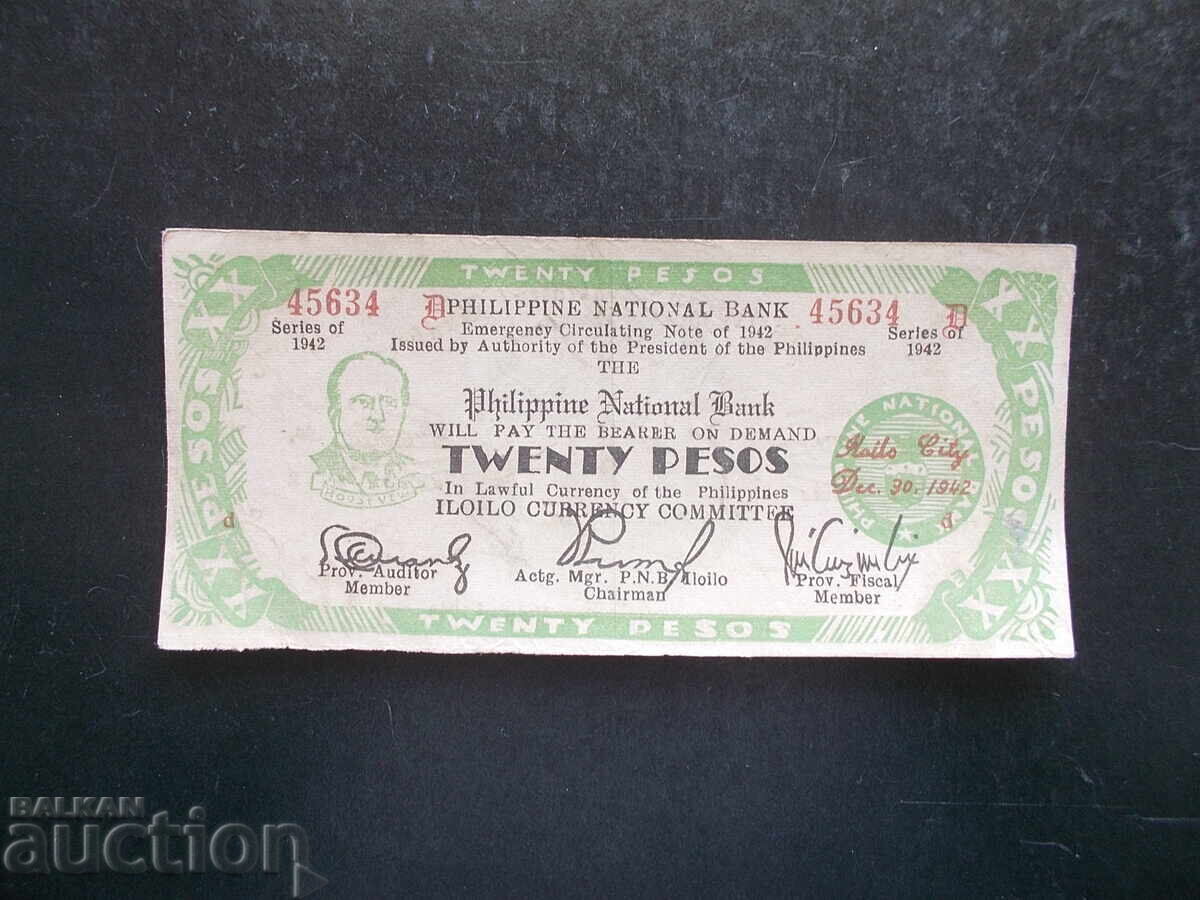 TWENTY PESOS
45634 D PHILIPPINE NATIONAL BANK 45634 D
Series of 1942
Emergency Circulating Note of 1942
Series of 1942
Issued by Authority of the President of the Philippines
THE
Philippine National Bank
WILL PAY THE BEARER ON DEMAND
TWENTY PESOS
In Lawful Currency of the Philippines
ILOILO CURRENCY COMMITTEE
Iloilo City
Dec. 30, 1942
d
d
Prov. Auditor
Member
Actg. Mgr. P.N.B. Iloilo
Chairman
Prov. Fiscal
Member
XX PESOS XX
XX PESOS XX
TWENTY PESOS
BALKAN
auction